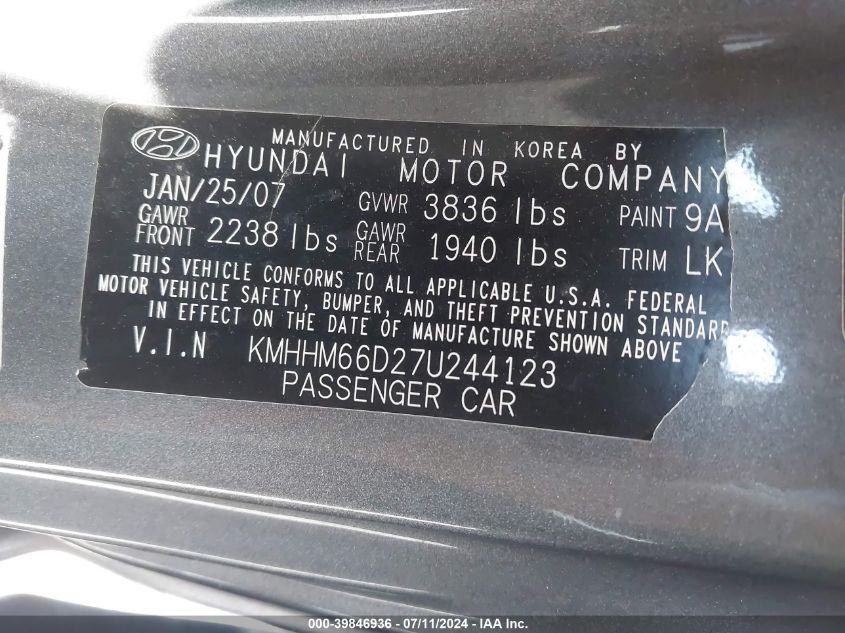 MANUFACTURED IN KOREA BY
HYUNDAI MOTOR COMPANY
JAN/25/07 GVWR 3836 lbs PAINT 9A
GAWR FRONT 2238 lbs GAWR REAR 1940 lbs TRIM LK
THIS VEHICLE CONFORMS TO ALL APPLICABLE U.S.A. FEDERAL
MOTOR VEHICLE SAFETY, BUMPER, AND THEFT PREVENTION STANDARD
IN EFFECT ON THE DATE OF MANUFACTURE SHOWN ABOVE
V.I.N KMHHM66D27U244123
PASSENGER CAR
000-39846936 - 07/11/2024 - www.iaai.com